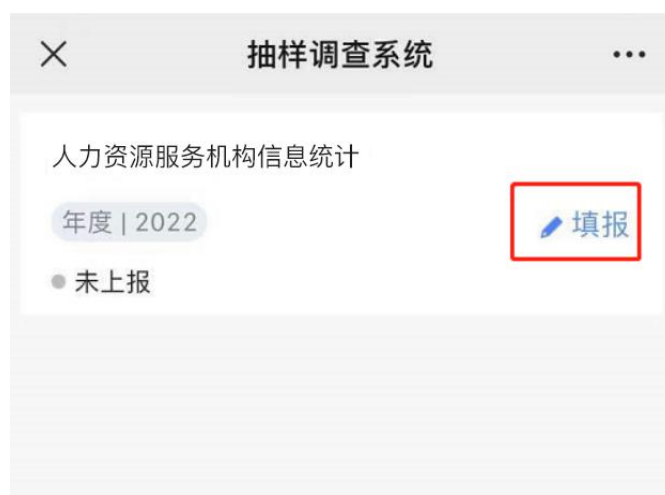 抽样调查系统
人力资源服务机构信息统计
年度 | 2022
填报
未上报